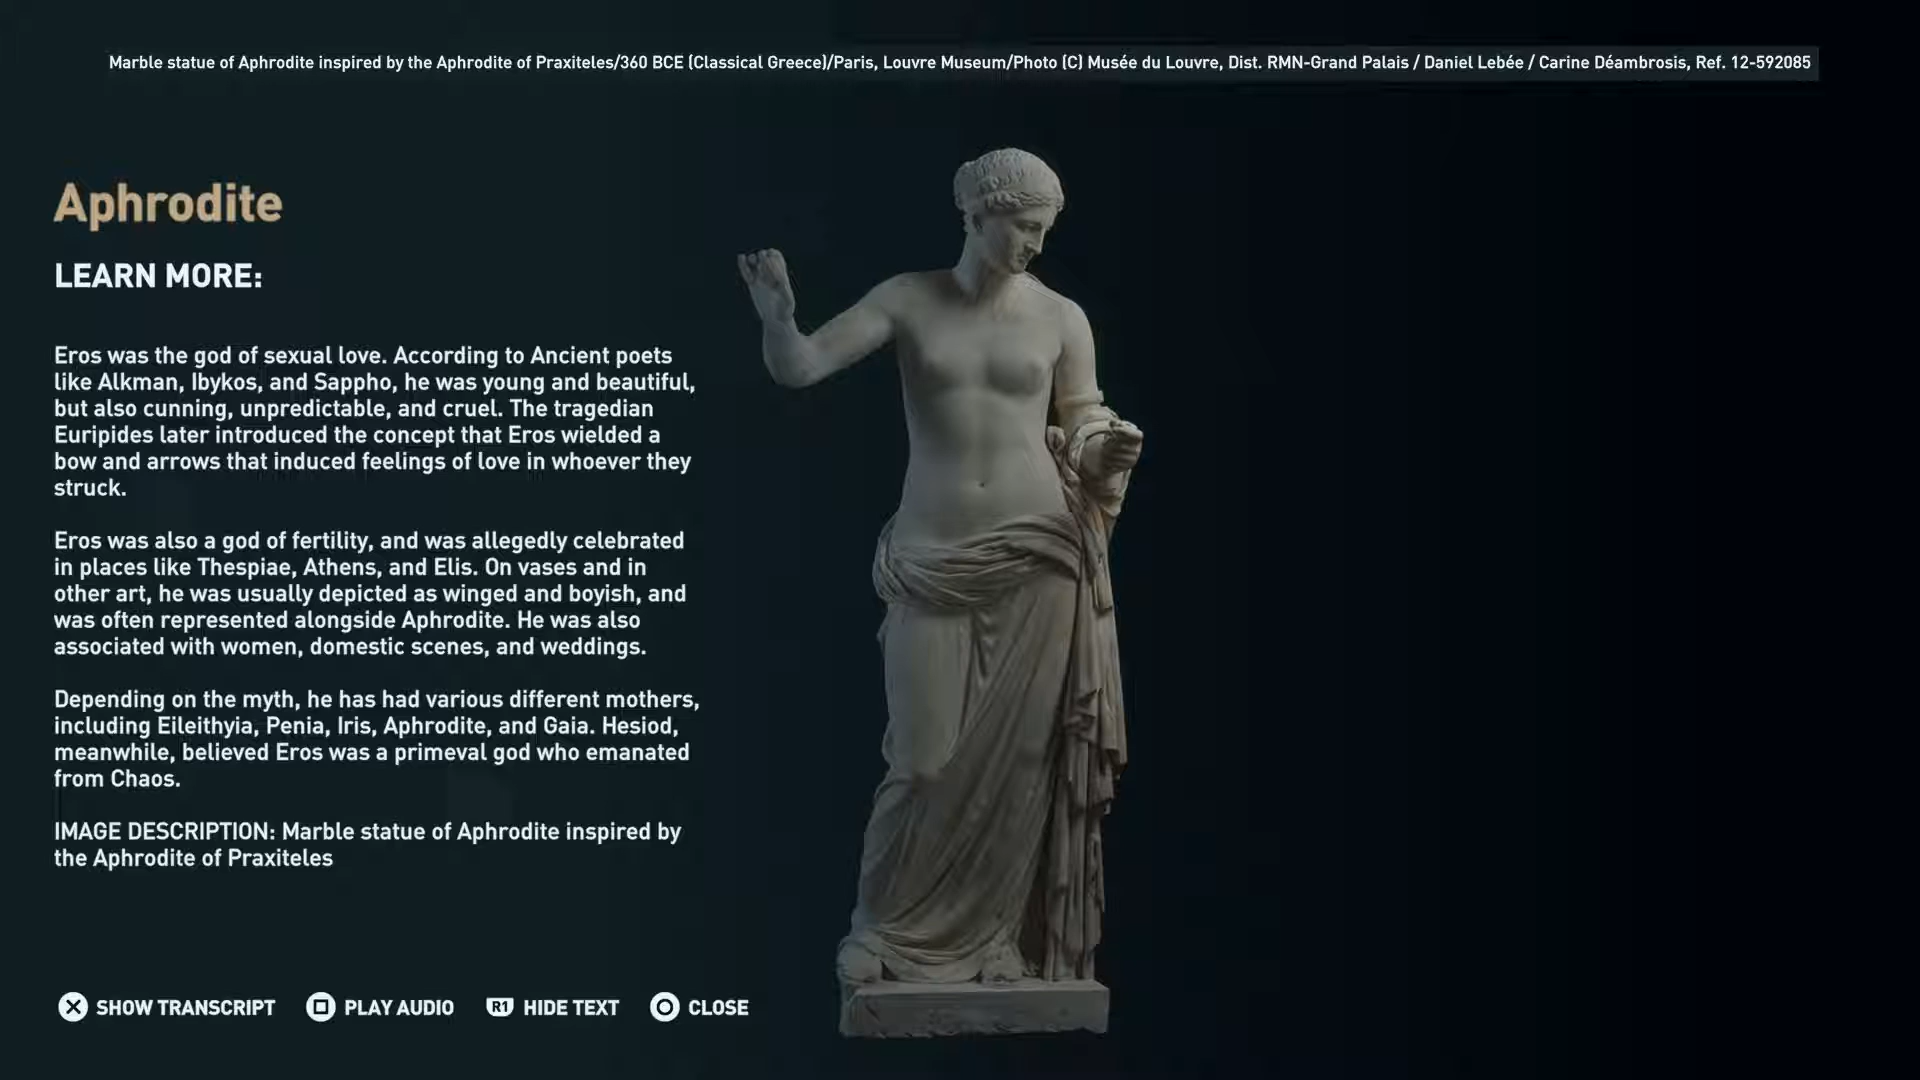 Marble statue of Aphrodite inspired by the Aphrodite of Praxiteles/360 BCE (Classical Greece)/Paris, Louvre Museum/Photo (C) Musée du Louvre, Dist. RMN-Grand Palais / Daniel Lebée / Carine Déambrosis, Ref. 12-592085
Aphrodite
LEARN MORE:
Eros was the god of sexual love. According to Ancient poets
like Alkman, Ibykos, and Sappho, he was young and beautiful,
but also cunning, unpredictable, and cruel. The tragedian
Euripides later introduced the concept that Eros wielded a
bow and arrows that induced feelings of love in whoever they
struck.
Eros was also a god of fertility, and was allegedly celebrated
in places like Thespiae, Athens, and Elis. On vases and in
other art, he was usually depicted as winged and boyish, and
was often represented alongside Aphrodite. He was also
associated with women, domestic scenes, and weddings.
Depending on the myth, he has had various different mothers,
including Eileithyia, Penia, Iris, Aphrodite, and Gaia. Hesiod,
meanwhile, believed Eros was a primeval god who emanated
from Chaos.
IMAGE DESCRIPTION: Marble statue of Aphrodite inspired by
the Aphrodite of Praxiteles
SHOW TRANSCRIPT PLAY AUDIO R1 HIDE TEXT CLOSE